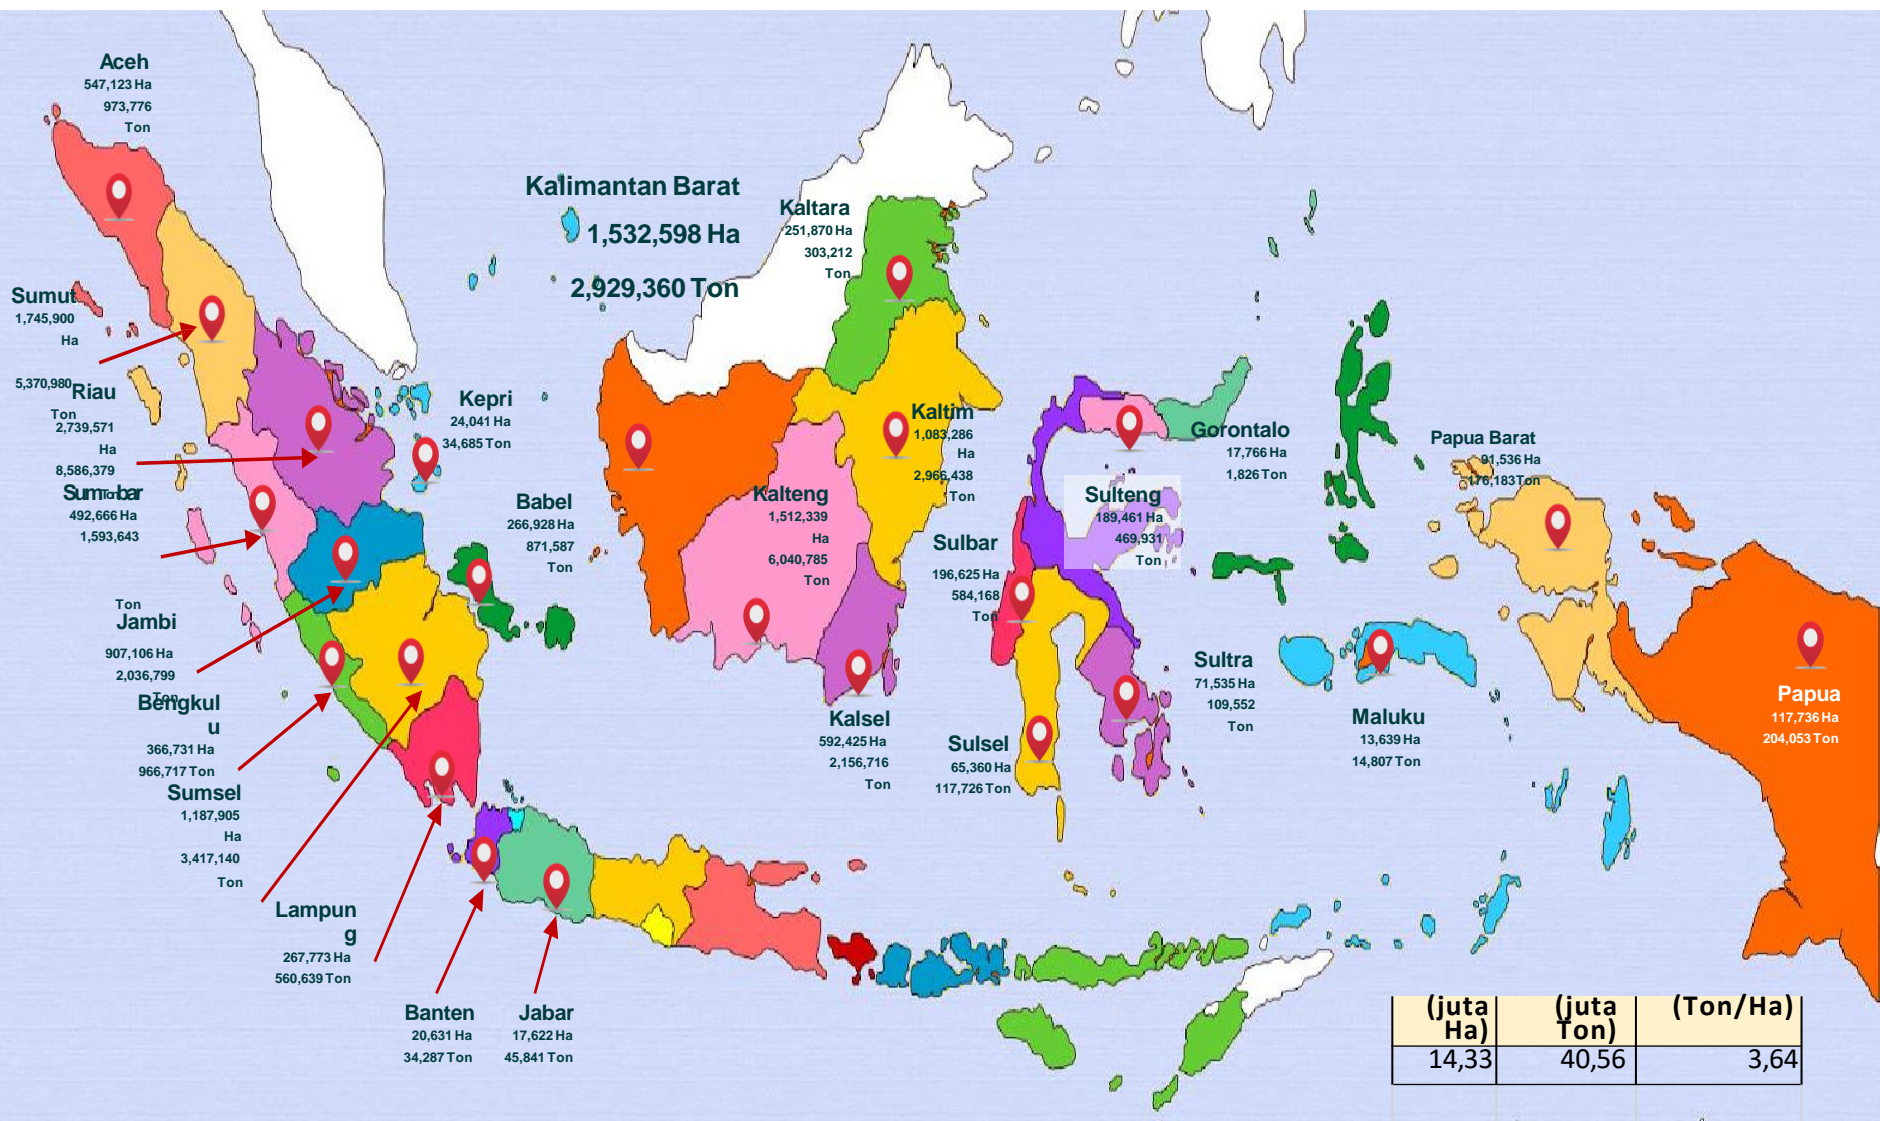 Aceh
547,123 Ha
973,776
Ton
Kalimantan Barat
1,532,598 Ha
2,929,360 Ton
Kaltara
251,870 Ha
303,212
Ton
Sumut
1,745,900
Ha
5,370,980
Ton
Riau
2,739,571
Ha
8,586,379
Ton
Sumbar
492,666 Ha
1,593,643
Ton
Kepri
24,041 Ha
34,685 Ton
Babel
266,928 Ha
871,587
Ton
Kalteng
1,512,339
Ha
6,040,785
Ton
Kaltim
1,083,286
Ha
2,966,438
Ton
Gorontalo
17,766 Ha
1,826 Ton
Papua Barat
91,536 Ha
176,183 Ton
Sulteng
189,461 Ha
469,931
Ton
Sulbar
196,625 Ha
584,168
Ton
Jambi
907,106 Ha
2,036,799
Ton
Bengkul
u
366,731 Ha
966,717 Ton
Sumsel
1,187,905
Ha
3,417,140
Ton
Kalsel
592,425 Ha
2,156,716
Ton
Sulsel
65,360 Ha
117,726 Ton
Sultra
71,535 Ha
109,552
Ton
Maluku
13,639 Ha
14,807 Ton
Papua
117,736 Ha
204,053 Ton
Lampun
g
267,773 Ha
560,639 Ton
Banten
20,631 Ha
34,287 Ton
Jabar
17,622 Ha
45,841 Ton
(juta
Ha)
(juta
Ton)
(Ton/Ha)
14,33
40,56
3,64